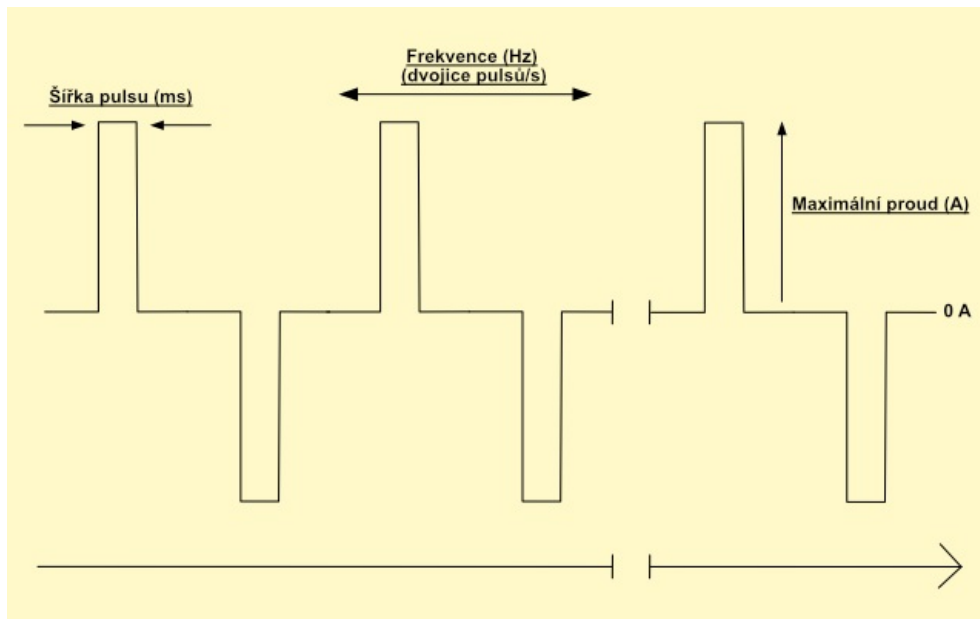 Frekvence (Hz)
(dvojice pulsů/s)
Šířka pulsu (ms)
Maximální proud (A)
0 A